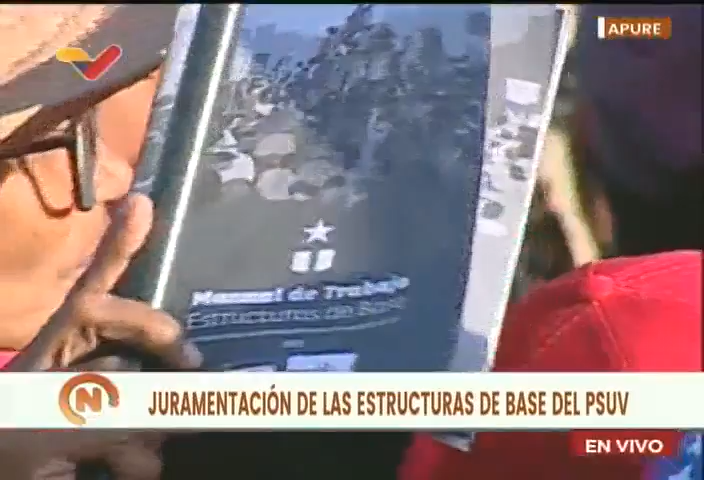 APURE
Manual de Trabajo
Estructuras de Base
N
JURAMENTACIÓN DE LAS ESTRUCTURAS DE BASE DEL PSUV
EN VIVO